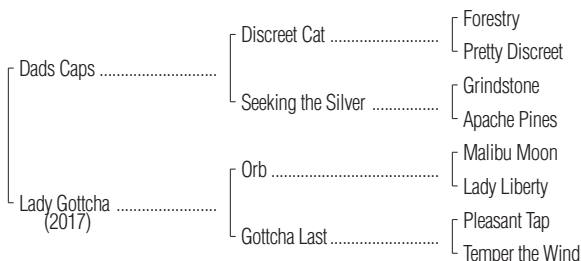 Forestry
Discreet Cat ........................
Pretty Discreet
Dads Caps ..........................
Grindstone
Seeking the Silver ...............
Apache Pines
Malibu Moon
Orb .....................................
Lady Liberty
Lady Gottcha ......................
(2017)
Pleasant Tap
Gottcha Last ........................
Temper the Wind